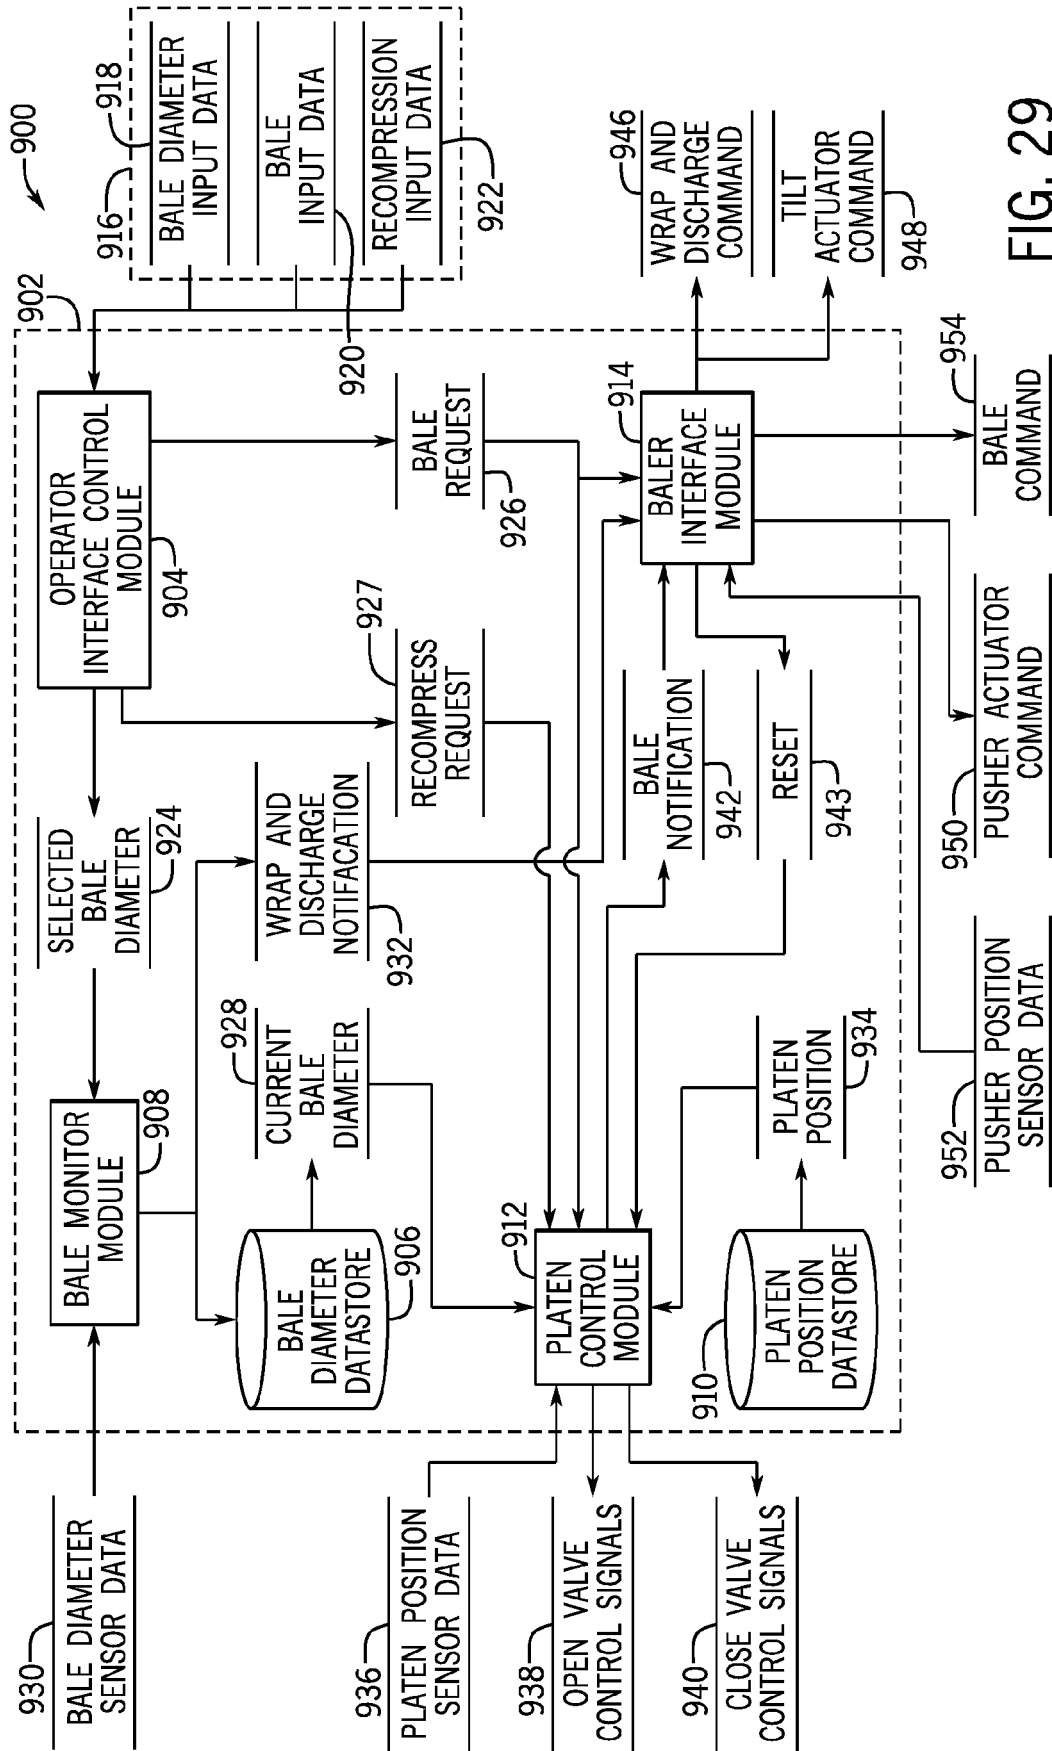 900
902
930
BALE DIAMETER
SENSOR DATA
BALE MONITOR
MODULE
908
SELECTED
BALE
DIAMETER
924
OPERATOR
INTERFACE CONTROL
MODULE
904
916
918
BALE DIAMETER
INPUT DATA
BALE
INPUT DATA
920
RECOMPRESSION
INPUT DATA
922
BALE
DIAMETER
DATASTORE
906
928
CURRENT
BALE
DIAMETER
WRAP AND
DISCHARGE
NOTIFACATION
932
927
RECOMPRESS
REQUEST
BALE
REQUEST
926
936
PLATEN POSITION
SENSOR DATA
938
OPEN VALVE
CONTROL SIGNALS
940
CLOSE VALVE
CONTROL SIGNALS
912
PLATEN
CONTROL
MODULE
910
PLATEN
POSITION
DATASTORE
PLATEN
POSITION
934
BALE
NOTIFICATION
942
RESET
943
914
BALER
INTERFACE
MODULE
946
WRAP AND
DISCHARGE
COMMAND
TILT
ACTUATOR
COMMAND
948
952
PUSHER POSITION
SENSOR DATA
950
PUSHER ACTUATOR
COMMAND
954
BALE
COMMAND
FIG. 29